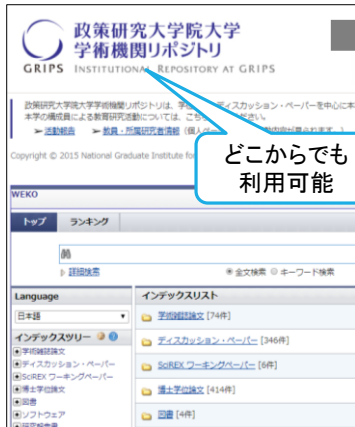 政策研究大学院大学
学術機関リポジトリ
GRIPS INSTITUTIONAL REPOSITORY AT GRIPS
政策研究大学院大学学術機関リポジトリは、学
ディスカッション・ペーパーを中心に本
本学の構成員による教育研究活動については、こち
ください。
➤ 活動報告 ➤ 教員・所属研究者情報
Copyright © 2015 National Graduate Institute for
どこからでも
利用可能
WEKO
トップ ランキング
詳細検索 全文検索 キーワード検索
Language インデックスリスト
日本語 学術雑誌論文 [74件]
インデックスツリー ディスカッション・ペーパー [346件]
学術雑誌論文
ディスカッション・ペーパー SciREX ワーキングペーパー [6件]
SciREX ワーキングペーパー
博士学位論文 博士学位論文 [414件]
図書
ソフトウェア 図書 [4件]
研究報告書